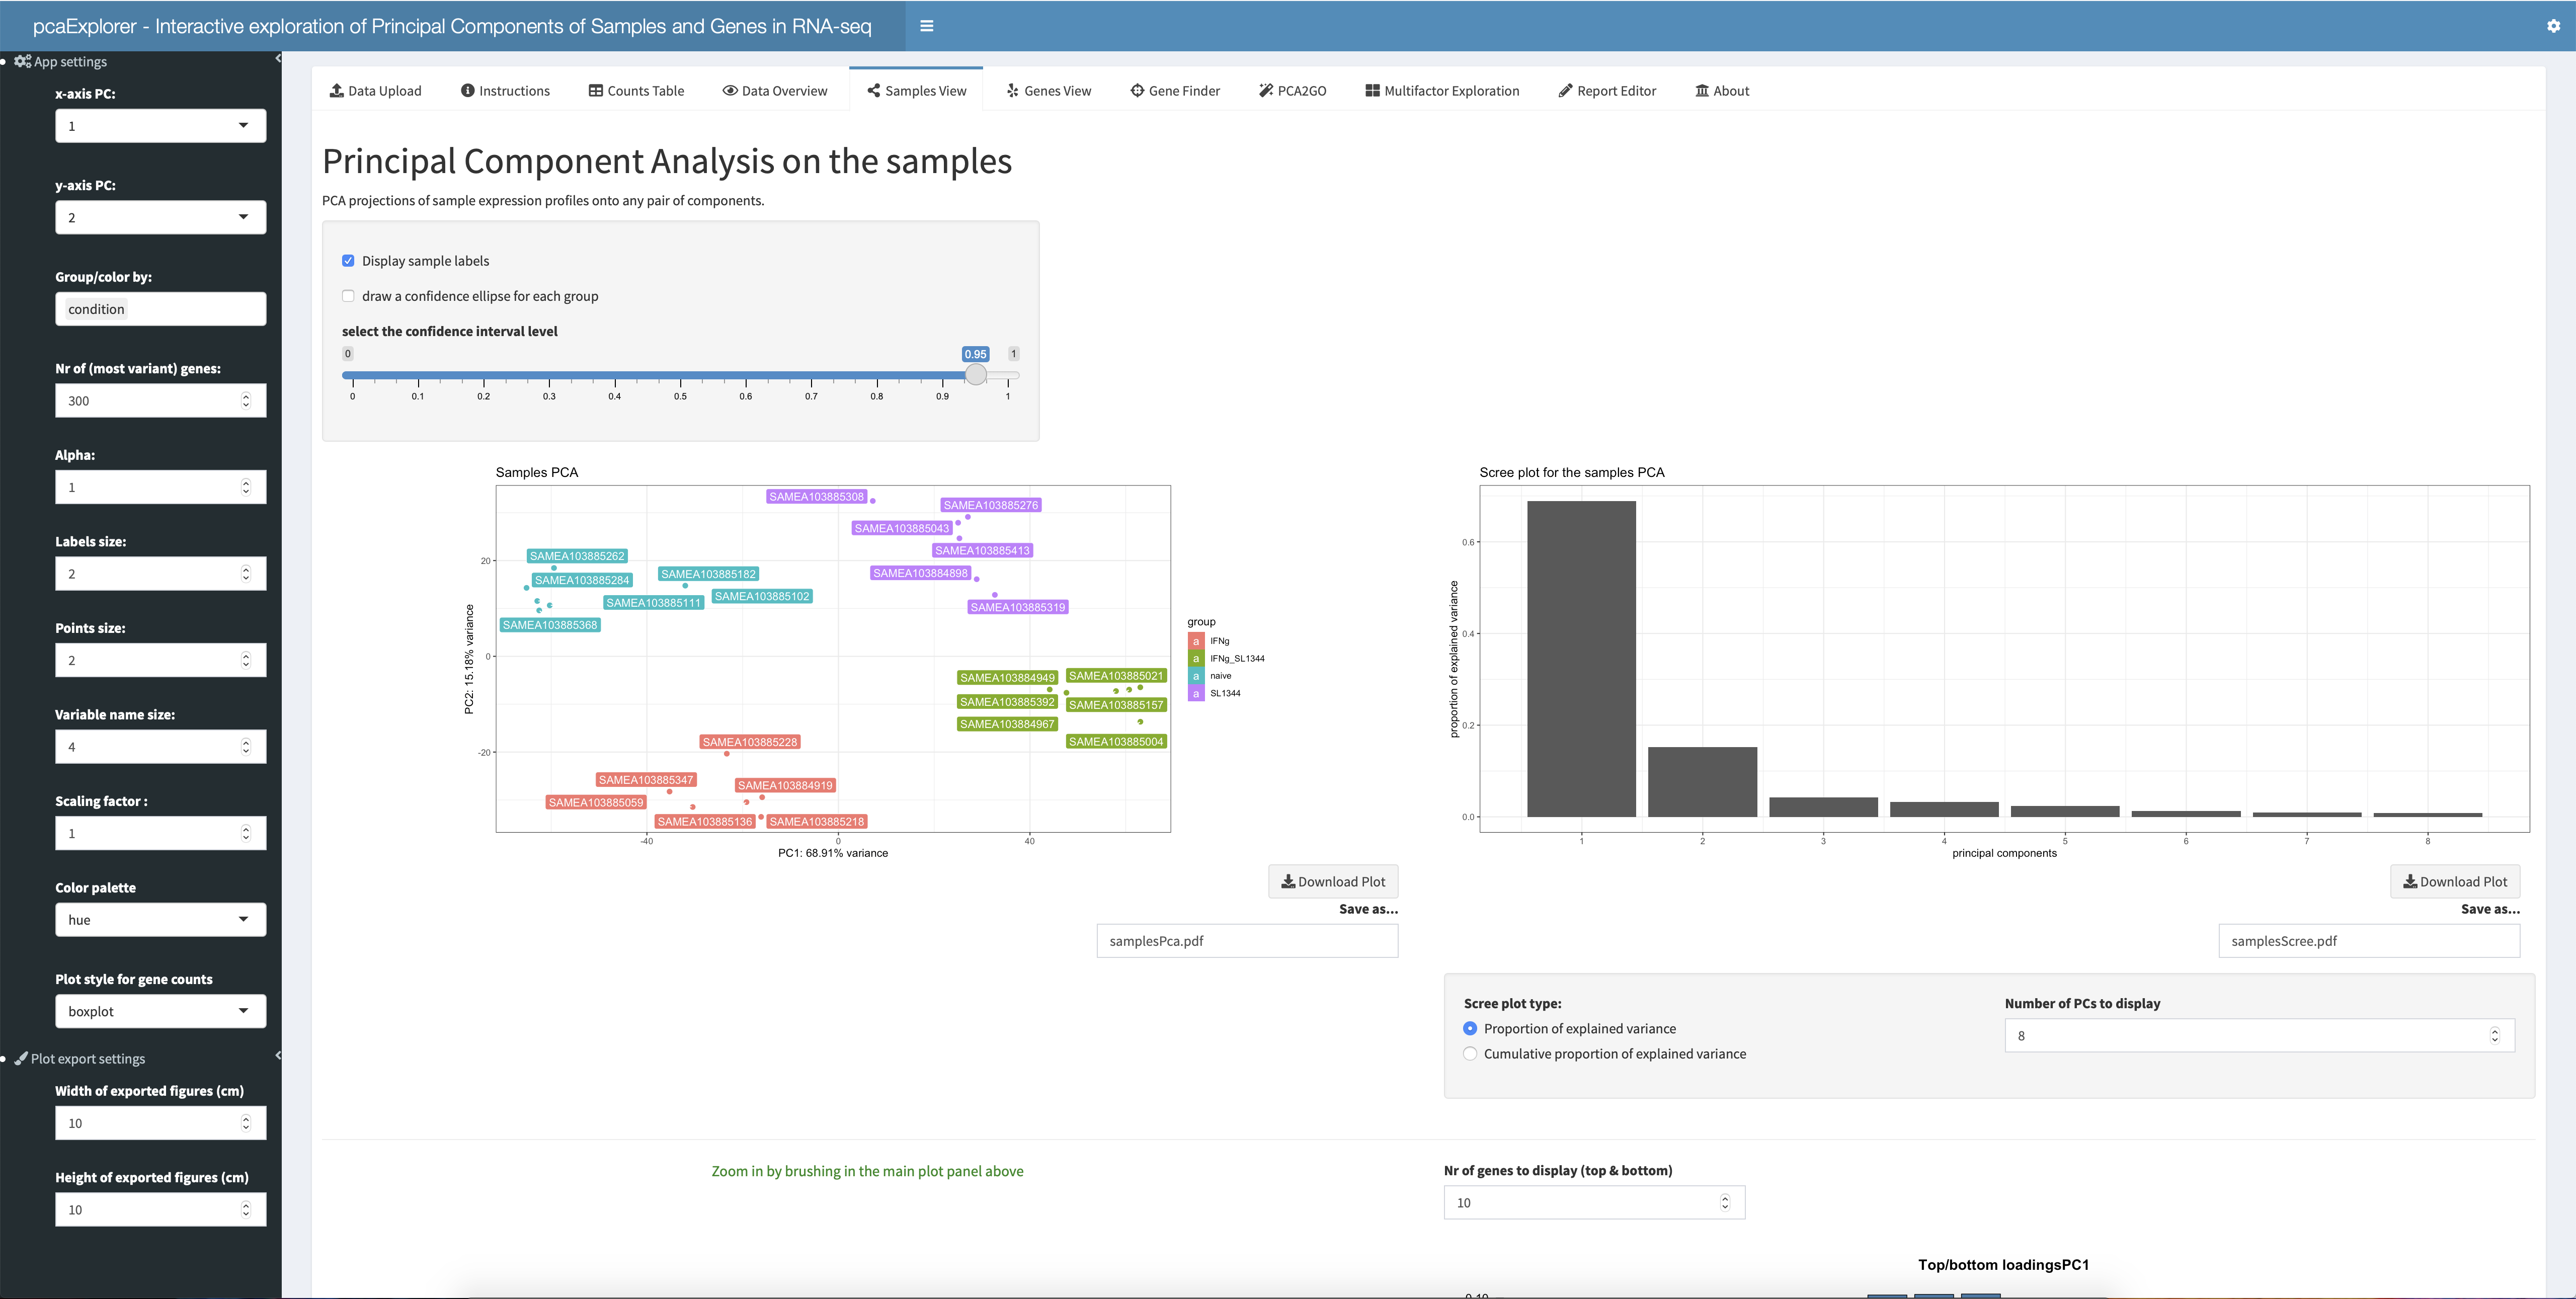 pcaExplorer - Interactive exploration of Principal Components of Samples and Genes in RNA-seq
App settings
x-axis PC:
1
y-axis PC:
2
Group/color by:
condition
Nr of (most variant) genes:
300
Alpha:
1
Labels size:
2
Points size:
2
Variable name size:
4
Scaling factor :
1
Color palette
hue
Plot style for gene counts
boxplot
Plot export settings
Width of exported figures (cm)
10
Height of exported figures (cm)
10
Data Upload Instructions Counts Table Data Overview Samples View Genes View Gene Finder PCA2GO Multifactor Exploration Report Editor About
Principal Component Analysis on the samples
PCA projections of sample expression profiles onto any pair of components.
Display sample labels
draw a confidence ellipse for each group
select the confidence interval level
0 0.95 1
0 0.1 0.2 0.3 0.4 0.5 0.6 0.7 0.8 0.9 1
Samples PCA
SAMEA103885308
SAMEA103885276
SAMEA103885043
SAMEA103885413
SAMEA103885262
SAMEA103885284
SAMEA103885182
SAMEA103884898
SAMEA103885111
SAMEA103885102
SAMEA103885319
SAMEA103885368
SAMEA103884949
SAMEA103885021
SAMEA103885392
SAMEA103885157
SAMEA103884967
SAMEA103885004
SAMEA103885228
SAMEA103885347
SAMEA103884919
SAMEA103885059
SAMEA103885136
SAMEA103885218
20
0
-20
PC2: 15.18% variance
-40 0 40
PC1: 68.91% variance
group
a IFNg
a IFNg_SL1344
a naive
a SL1344
Download Plot
Save as...
samplesPca.pdf
Scree plot for the samples PCA
0.6
0.4
0.2
0.0
proportion of explained variance
1 2 3 4 5 6 7 8
principal components
Download Plot
Save as...
samplesScree.pdf
Scree plot type:
Proportion of explained variance
Cumulative proportion of explained variance
Number of PCs to display
8
Zoom in by brushing in the main plot panel above
Nr of genes to display (top & bottom)
10
Top/bottom loadingsPC1